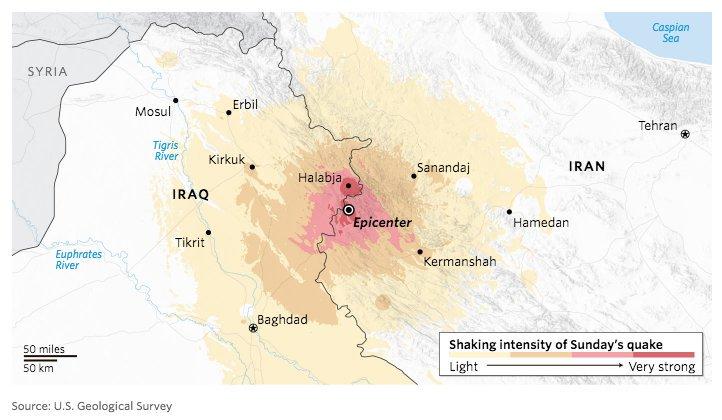 Caspian
Sea
SYRIA
Mosul
Erbil
Tehran
Tigris
River
Kirkuk
Halabja
Sanandaj
IRAN
IRAQ
Epicenter
Hamedan
Tikrit
Euphrates
River
Kermanshah
Baghdad
50 miles
50 km
Shaking intensity of Sunday's quake
Light
Very strong
Source: U.S. Geological Survey